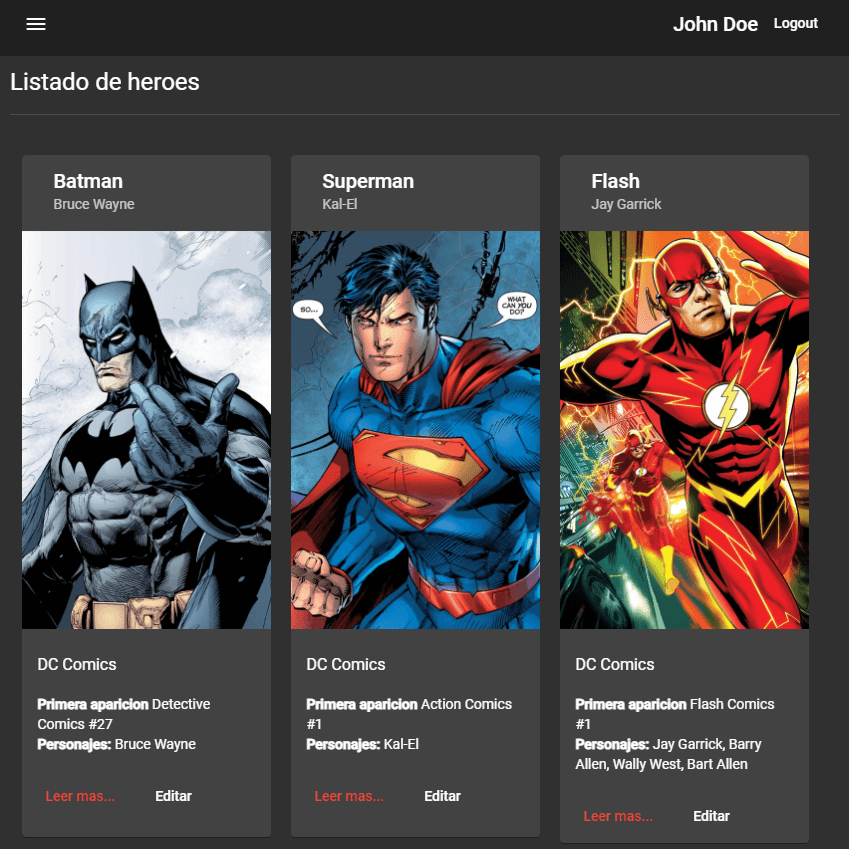 John Doe Logout
Listado de heroes
Batman
Bruce Wayne
DC Comics
Primera aparicion Detective
Comics #27
Personajes: Bruce Wayne
Leer mas... Editar
Superman
Kal-El
SO...
WHAT
CAN YOU
DO?
DC Comics
Primera aparicion Action Comics
#1
Personajes: Kal-El
Leer mas... Editar
Flash
Jay Garrick
DC Comics
Primera aparicion Flash Comics
#1
Personajes: Jay Garrick, Barry
Allen, Wally West, Bart Allen
Leer mas... Editar